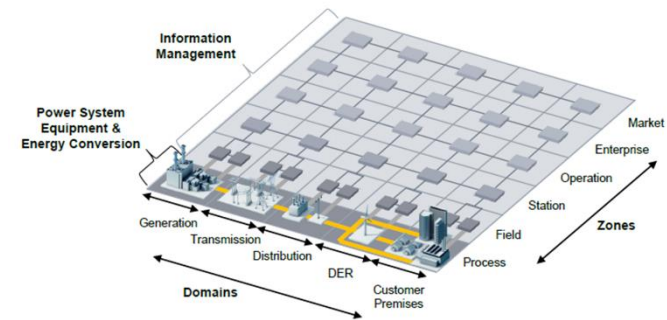 Information
Management
Power System
Equipment &
Energy Conversion
Market
Enterprise
Operation
Station
Field
Process
Zones
Generation
Transmission
Distribution
DER
Customer
Premises
Domains